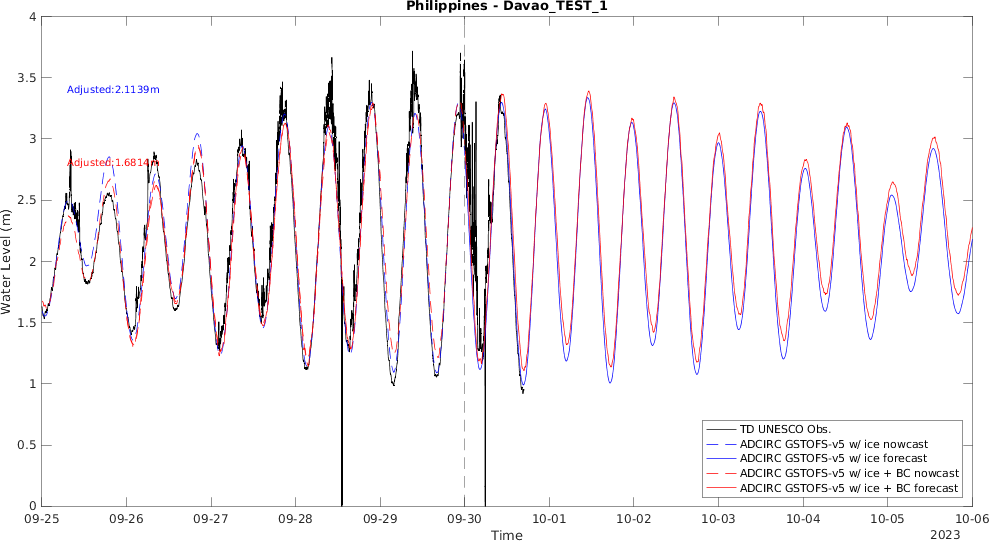 Philippines - Davao_TEST_1
4
3.5
3
2.5
2
1.5
1
0.5
0
Water Level (m)
Adjusted:2.1139m
Adjusted:1.6814m
TD UNESCO Obs.
ADCIRC GSTOFS-v5 w/ ice nowcast
ADCIRC GSTOFS-v5 w/ ice forecast
ADCIRC GSTOFS-v5 w/ ice + BC nowcast
ADCIRC GSTOFS-v5 w/ ice + BC forecast
09-25 09-26 09-27 09-28 09-29 09-30 10-01 10-02 10-03 10-04 10-05 10-06
Time
2023